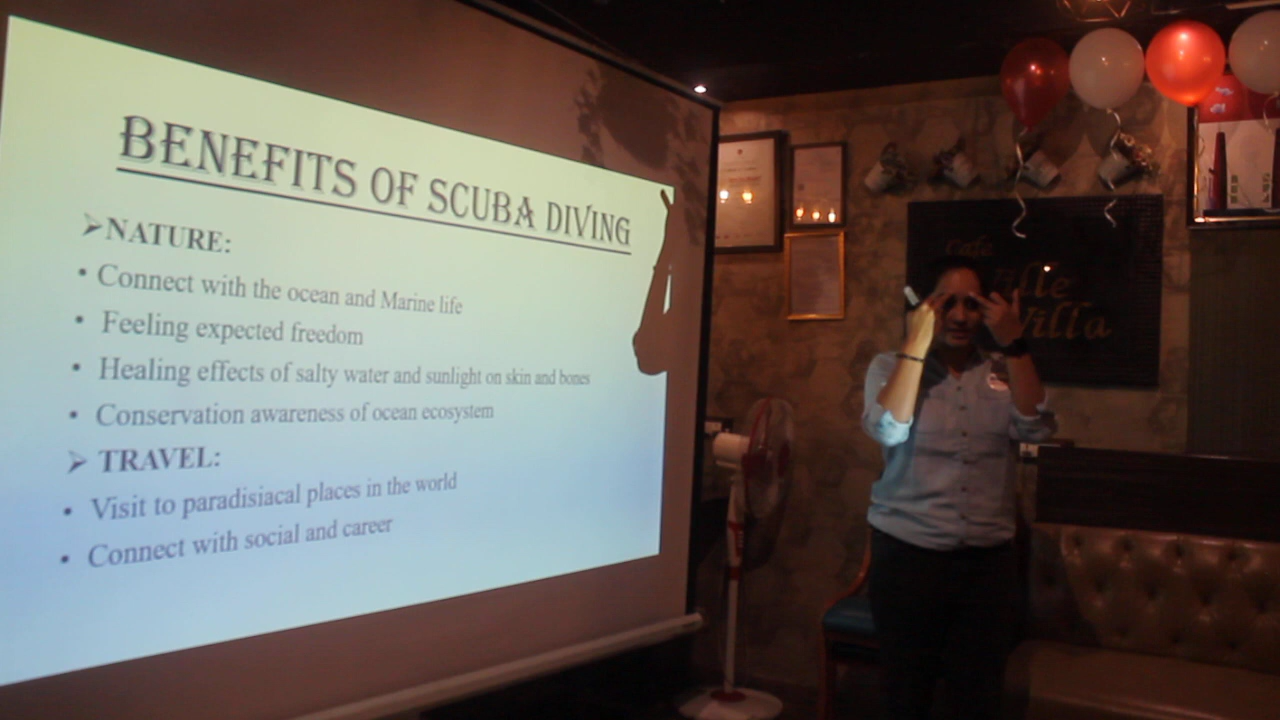 BENEFITS OF SCUBA DIVING
➢NATURE:
• Connect with the ocean and Marine life
• Feeling expected freedom
• Healing effects of salty water and sunlight on skin and bones
• Conservation awareness of ocean ecosystem
➢ TRAVEL:
• Visit to paradisiacal places in the world
• Connect with social and career
Cafe
Villa